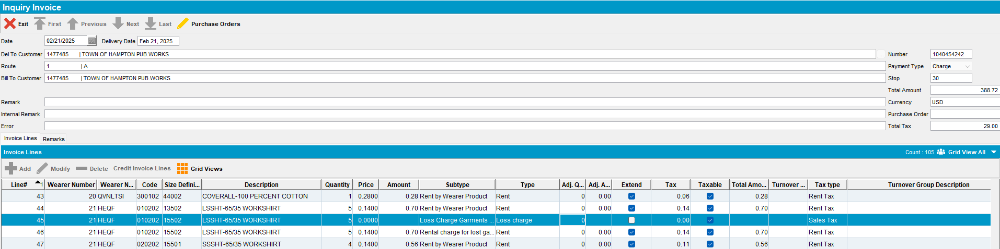 Inquiry Invoice
Exit First Previous Next Last Purchase Orders
Date 02/21/2025 16 Delivery Date Feb 21, 2025
Del To Customer 1477485 | TOWN OF HAMPTON PUB.WORKS ... Number 1040454242
Route 1 | A Payment Type Charge
Bill To Customer 1477485 | TOWN OF HAMPTON PUB.WORKS Stop 30
Total Amount 388.72
Remark Currency USD
Internal Remark Purchase Order
Error Total Tax 29.00
Invoice Lines Remarks
Invoice Lines Count : 105 Grid View All
Add Modify Delete Credit Invoice Lines Grid Views
Line# 1 Wearer Number Wearer N... Code Size Defini... Description Quantity Price Amount Subtype Type Adj. Q... Adj. A... Extend Tax Taxable Total Amo... Turnover ... Tax type Turnover Group Description
43 20 QVNLTSI 300102 44002 COVERALL-100 PERCENT COTTON 1 0.2800 0.28 Rent by Wearer Product Rent 0 0.00 0.06 0.28 Rent Tax
44 21 HEQF 010202 13502 LSSHT-65/35 WORKSHIRT 5 0.1400 0.70 Rent by Wearer Product Rent 0 0.00 0.14 0.70 Rent Tax
45 21 HEQF 010202 15502 LSSHT-65/35 WORKSHIRT 5 0.0000 Loss Charge Garments ... Loss charge 0 0.00 Sales Tax
46 21 HEQF 010202 15502 LSSHT-65/35 WORKSHIRT 5 0.1400 0.70 Rental charge for lost ga... Rent 0 0.00 0.14 0.70 Rent Tax
47 21 HEQF 020202 15501 SSSHT-65/35 WORKSHIRT 4 0.1400 0.56 Rent by Wearer Product Rent 0 0.00 0.11 0.56 Rent Tax